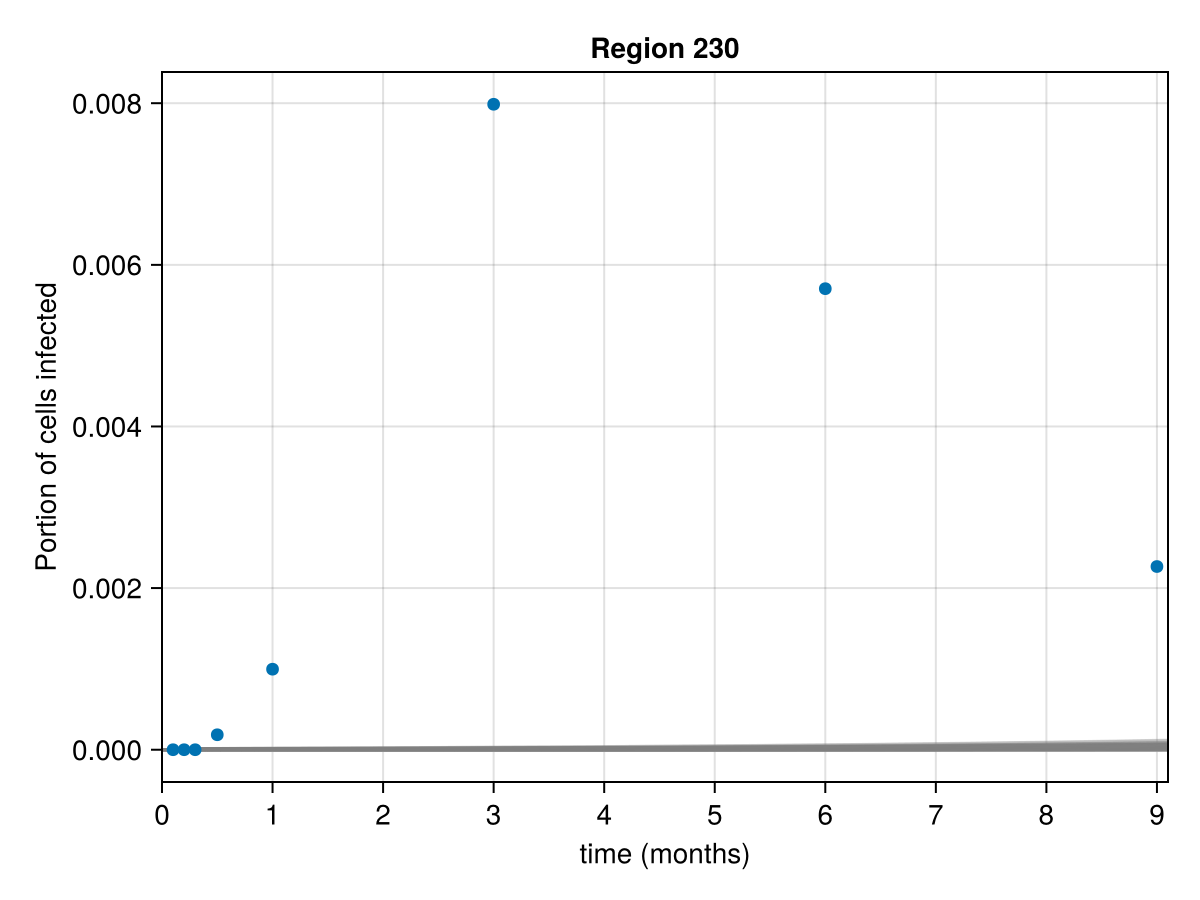 Region 230
Portion of cells infected
0.008
0.006
0.004
0.002
0.000
0 1 2 3 4 5 6 7 8 9
time (months)